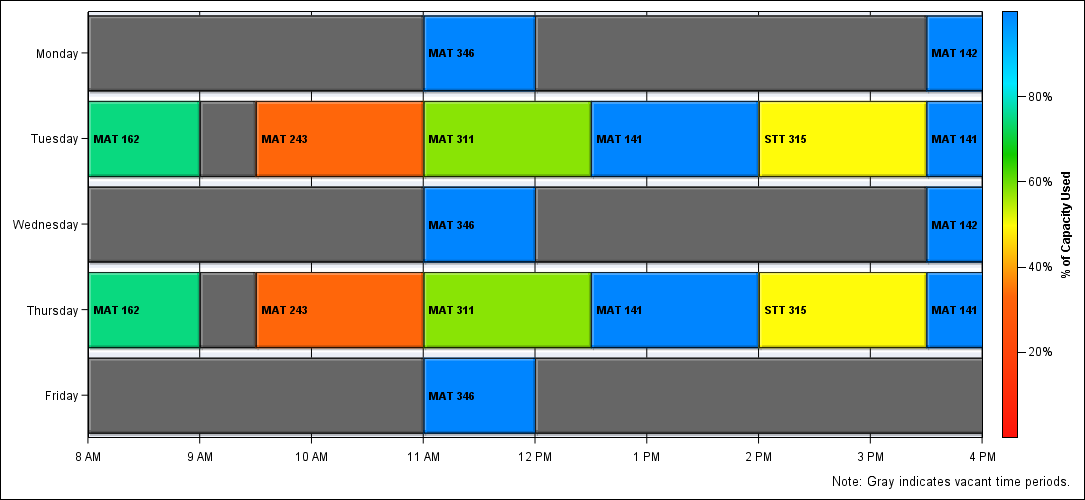 Monday
MAT 346
MAT 142
Tuesday
MAT 162
MAT 243
MAT 311
MAT 141
STT 315
MAT 141
Wednesday
MAT 346
MAT 142
Thursday
MAT 162
MAT 243
MAT 311
MAT 141
STT 315
MAT 141
Friday
MAT 346
8 AM
9 AM
10 AM
11 AM
12 PM
1 PM
2 PM
3 PM
4 PM
80%
60%
40%
20%
% of Capacity Used
Note: Gray indicates vacant time periods.